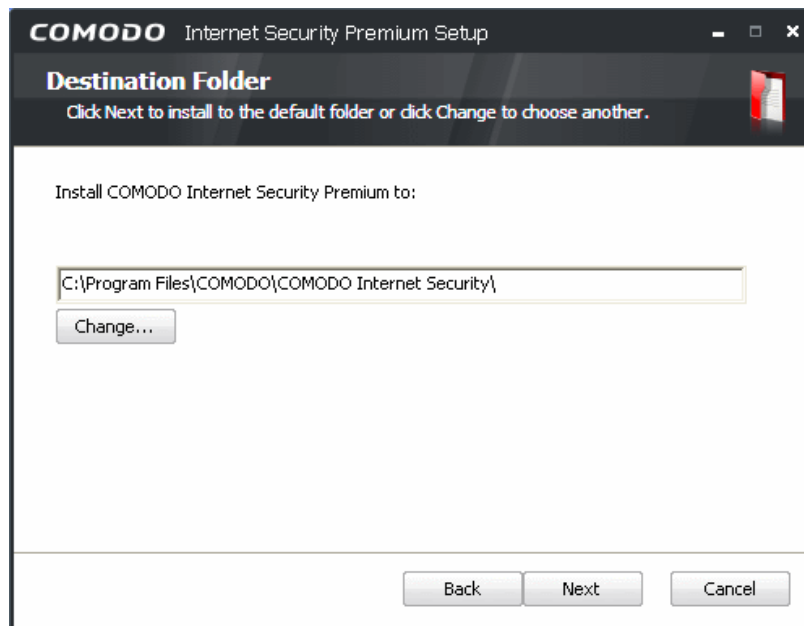 COMODO Internet Security Premium Setup
Destination Folder
Click Next to install to the default folder or click Change to choose another.
Install COMODO Internet Security Premium to:
C:\Program Files\COMODO\COMODO Internet Security\
Change...
Back Next Cancel